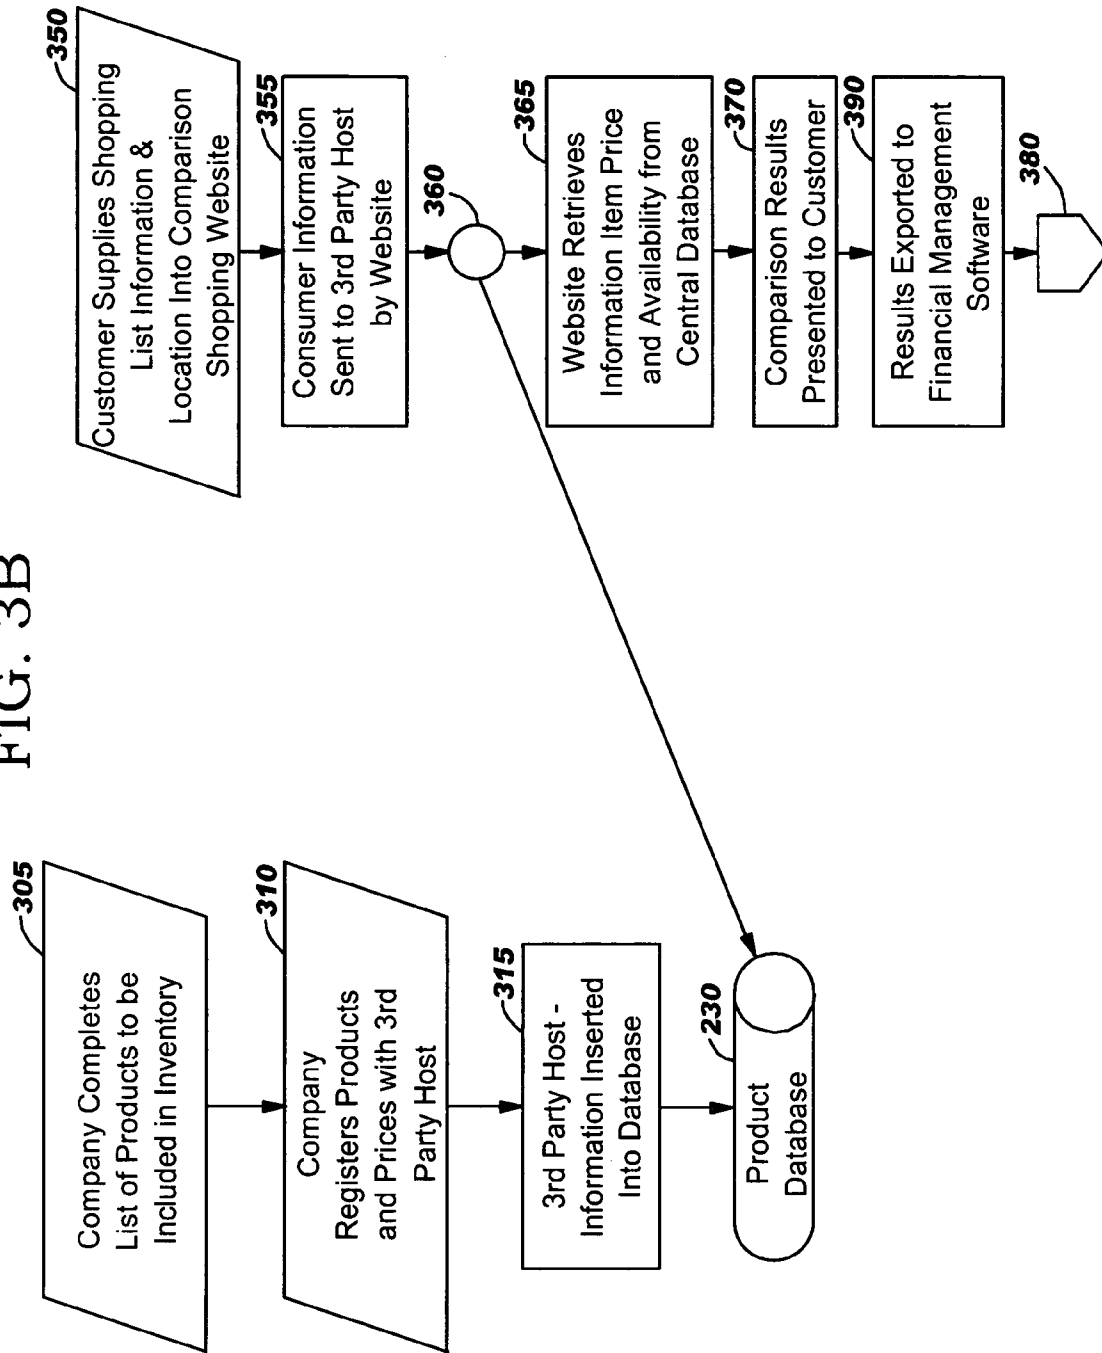 FIG. 3B
305
Company Completes
List of Products to be
Included in Inventory
310
Company
Registers Products
and Prices with 3rd
Party Host
315
3rd Party Host -
Information Inserted
Into Database
230
Product
Database
350
Customer Supplies Shopping
List Information &
Location Into Comparison
Shopping Website
355
Consumer Information
Sent to 3rd Party Host
by Website
360
365
Website Retrieves
Information Item Price
and Availability from
Central Database
370
Comparison Results
Presented to Customer
390
Results Exported to
Financial Management
Software
380